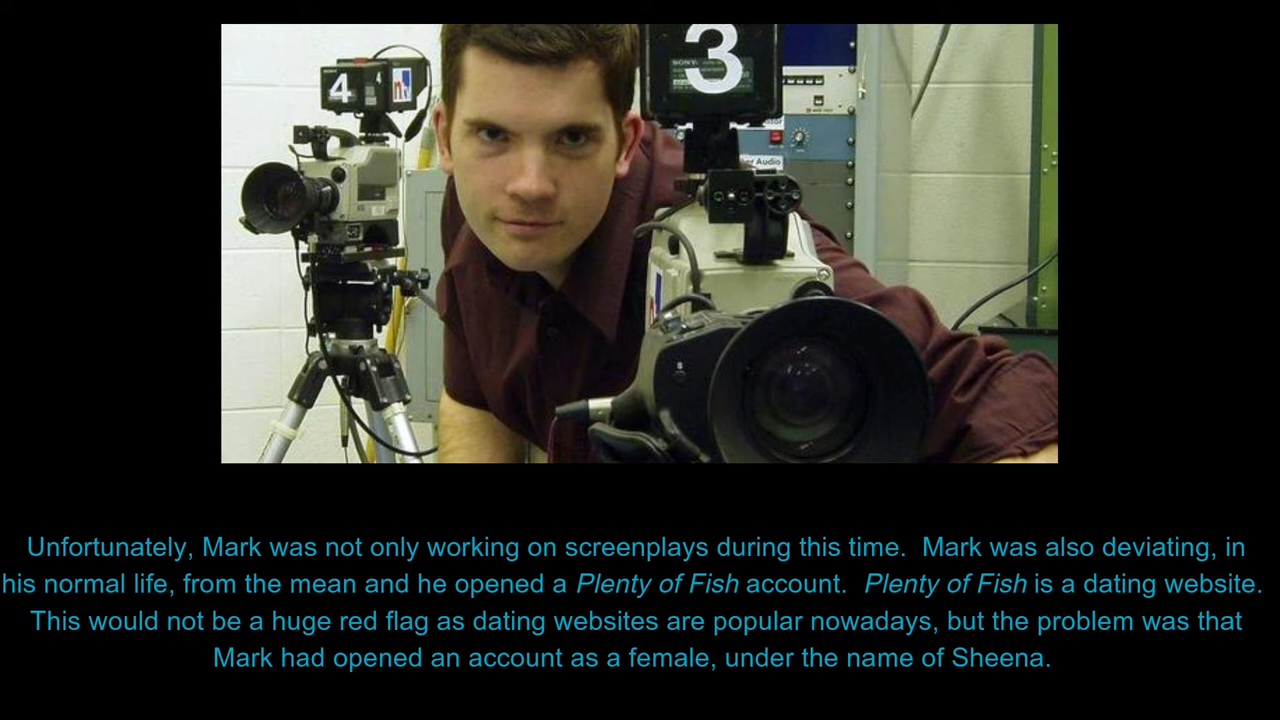 3
SONY
4
er Audio
Unfortunately, Mark was not only working on screenplays during this time.  Mark was also deviating, in
his normal life, from the mean and he opened a Plenty of Fish account.  Plenty of Fish is a dating website.
This would not be a huge red flag as dating websites are popular nowadays, but the problem was that
Mark had opened an account as a female, under the name of Sheena.